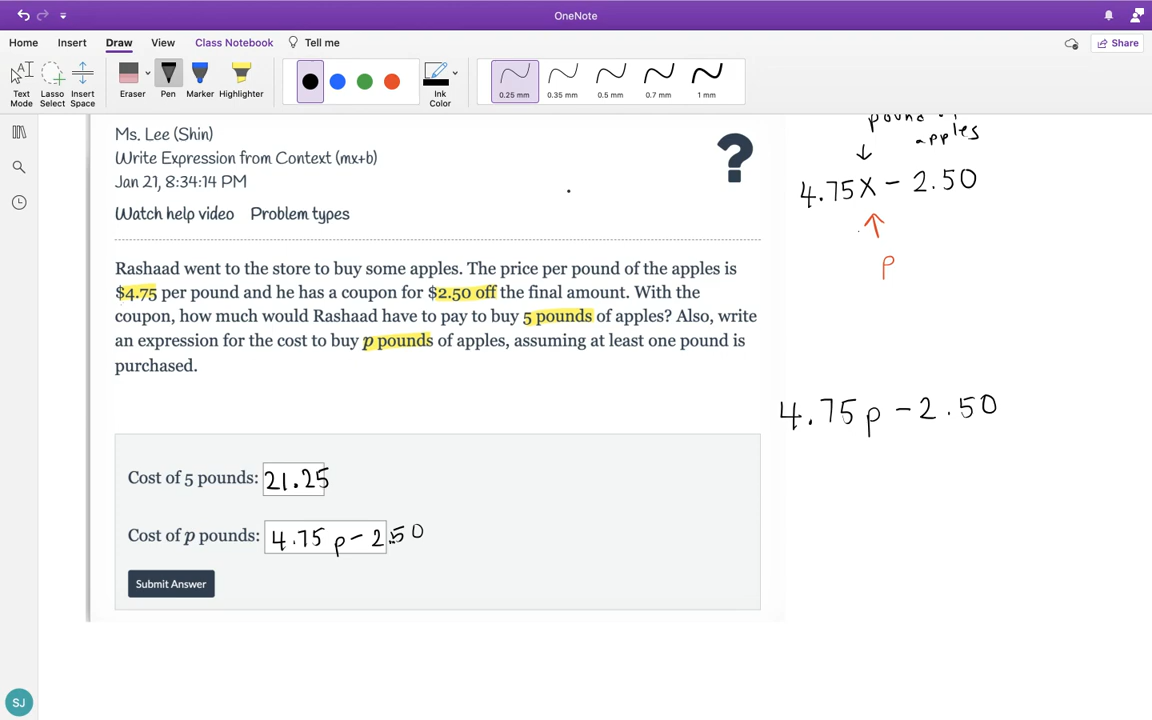 OneNote
Home Insert Draw View Class Notebook Tell me
Share
Text Mode
Lasso Select
Insert Space
Eraser
Pen
Marker
Highlighter
Ink Color
0.25 mm
0.35 mm
0.5 mm
0.7 mm
1 mm
Ms. Lee (Shin)
Write Expression from Context (mx+b)
Jan 21, 8:34:14 PM
?
Watch help video Problem types
Rashaad went to the store to buy some apples. The price per pound of the apples is
$4.75 per pound and he has a coupon for $2.50 off the final amount. With the
coupon, how much would Rashaad have to pay to buy 5 pounds of apples? Also, write
an expression for the cost to buy p pounds of apples, assuming at least one pound is
purchased.
Cost of 5 pounds: 21.25
Cost of p pounds: 4.75 p - 2.50
Submit Answer
pound
apples
4.75x - 2.50
p
4.75p - 2.50
SJ